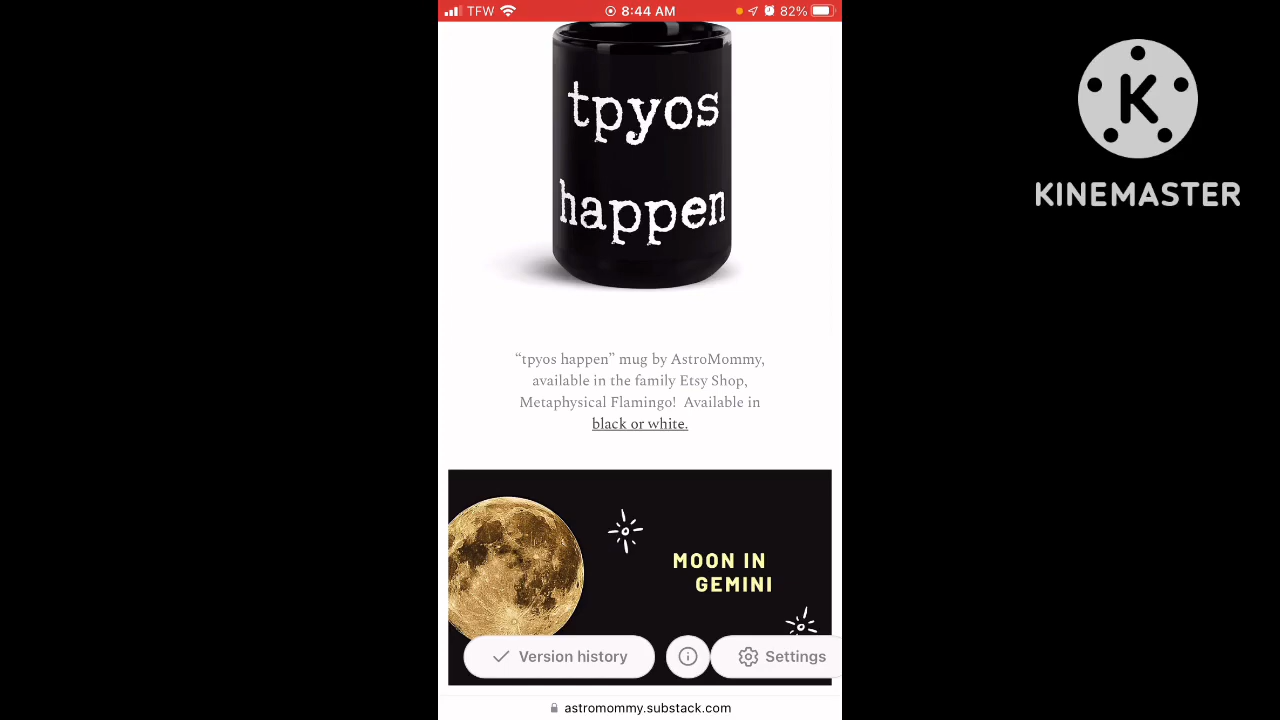 TFW 8:44 AM 82%
tpyos
happen
“tpyos happen” mug by AstroMommy,
available in the family Etsy Shop,
Metaphysical Flamingo! Available in
black or white.
MOON IN
GEMINI
Version history
Settings
astromommy.substack.com
K
KINEMASTER